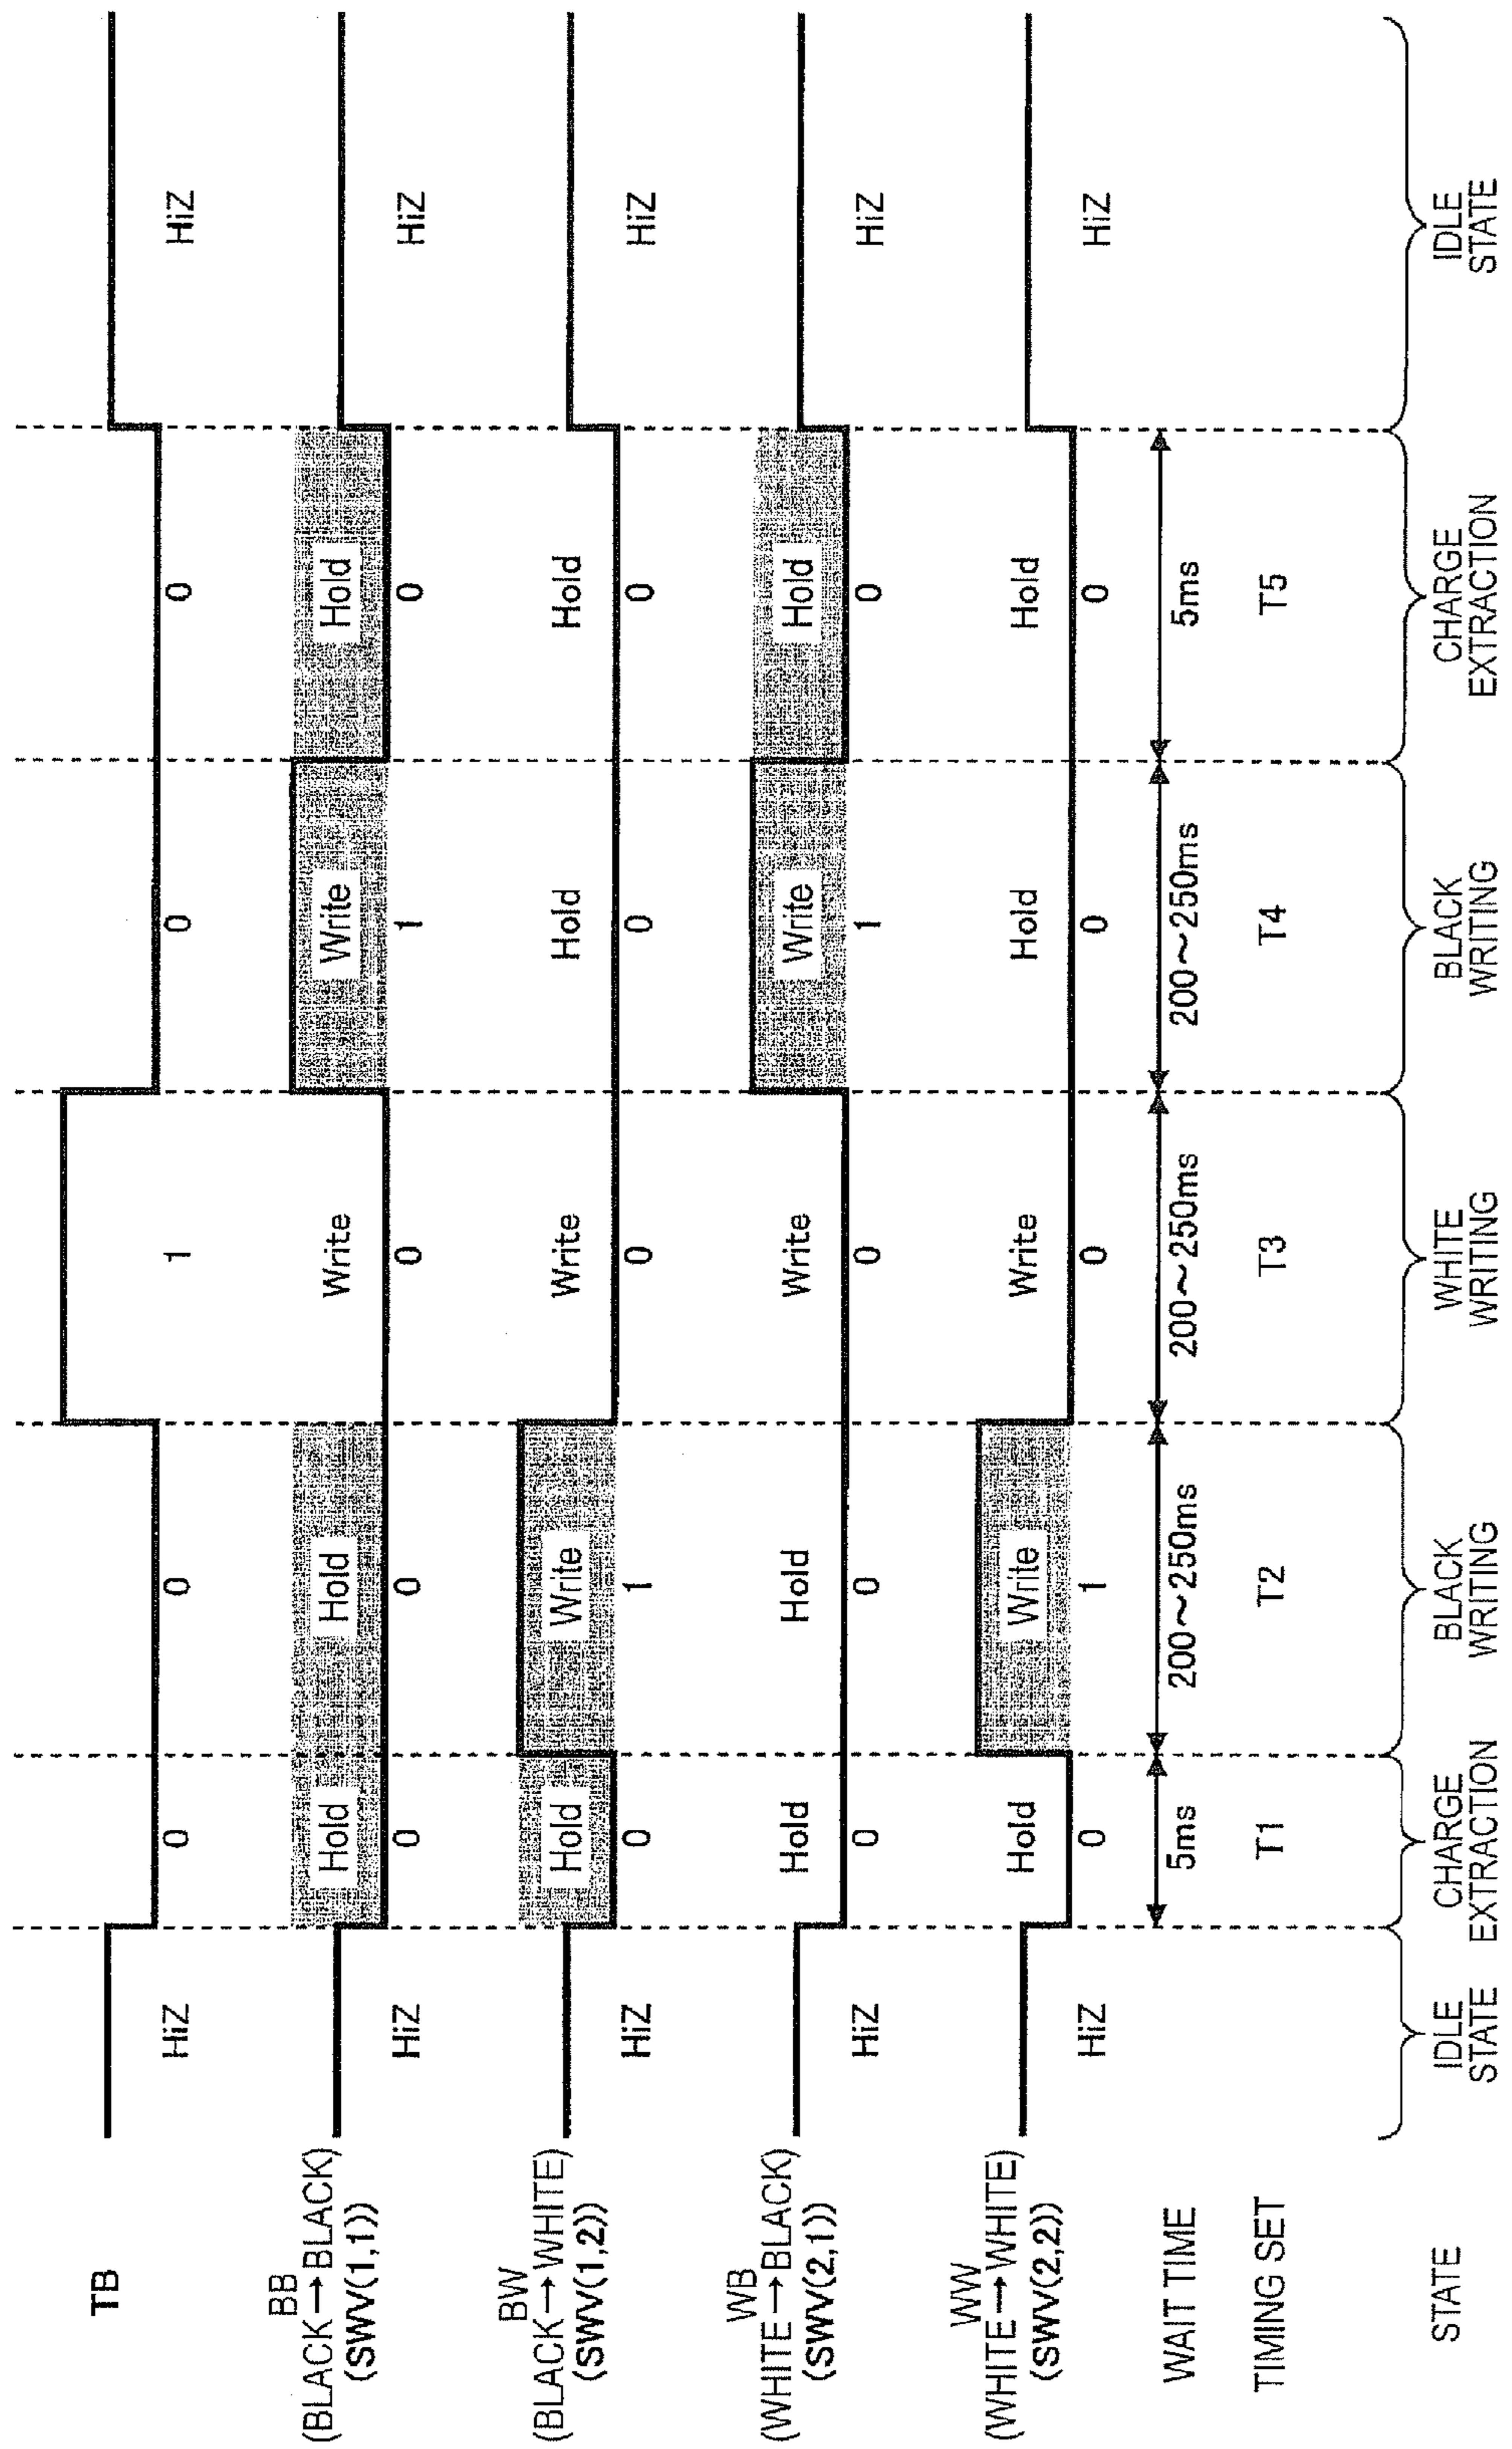 TB
HiZ
0
0
1
0
0
HiZ
BB
(BLACK→BLACK)
(SWV(1,1))
HiZ
Hold
0
Hold
0
Write
0
Write
1
Hold
0
HiZ
BW
(BLACK→WHITE)
(SWV(1,2))
HiZ
Hold
0
Write
1
Write
0
Hold
0
Hold
0
HiZ
WB
(WHITE→BLACK)
(SWV(2,1))
HiZ
Hold
0
Hold
0
Write
0
Write
1
Hold
0
HiZ
WW
(WHITE→WHITE)
(SWV(2,2))
HiZ
Hold
0
Write
1
Write
0
Hold
0
Hold
0
HiZ
WAIT TIME
5ms
200~250ms
200~250ms
200~250ms
5ms
TIMING SET
T1
T2
T3
T4
T5
STATE
IDLE
STATE
CHARGE
EXTRACTION
BLACK
WRITING
WHITE
WRITING
BLACK
WRITING
CHARGE
EXTRACTION
IDLE
STATE